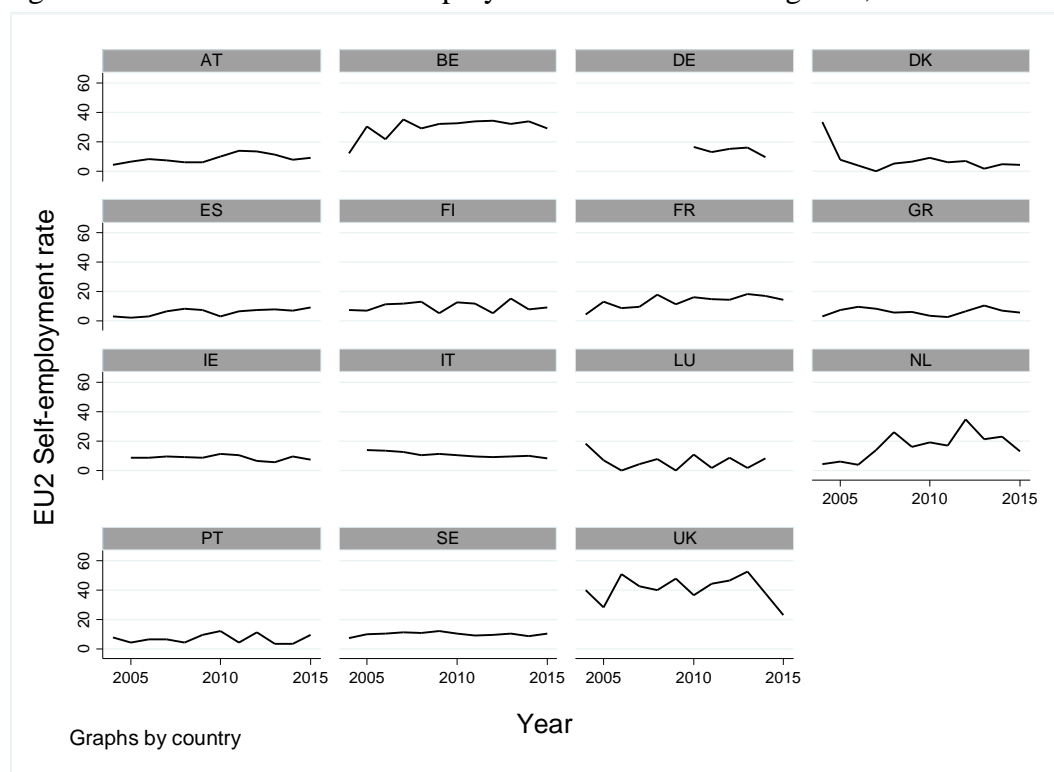 AT BE DE DK
60
40
20
0
ES FI FR GR
60
40
20
0
IE IT LU NL
60
40
20
0
2005 2010 2015
PT SE UK
60
40
20
0
2005 2010 2015 2005 2010 2015 2005 2010 2015
EU2 Self-employment rate
Year
Graphs by country